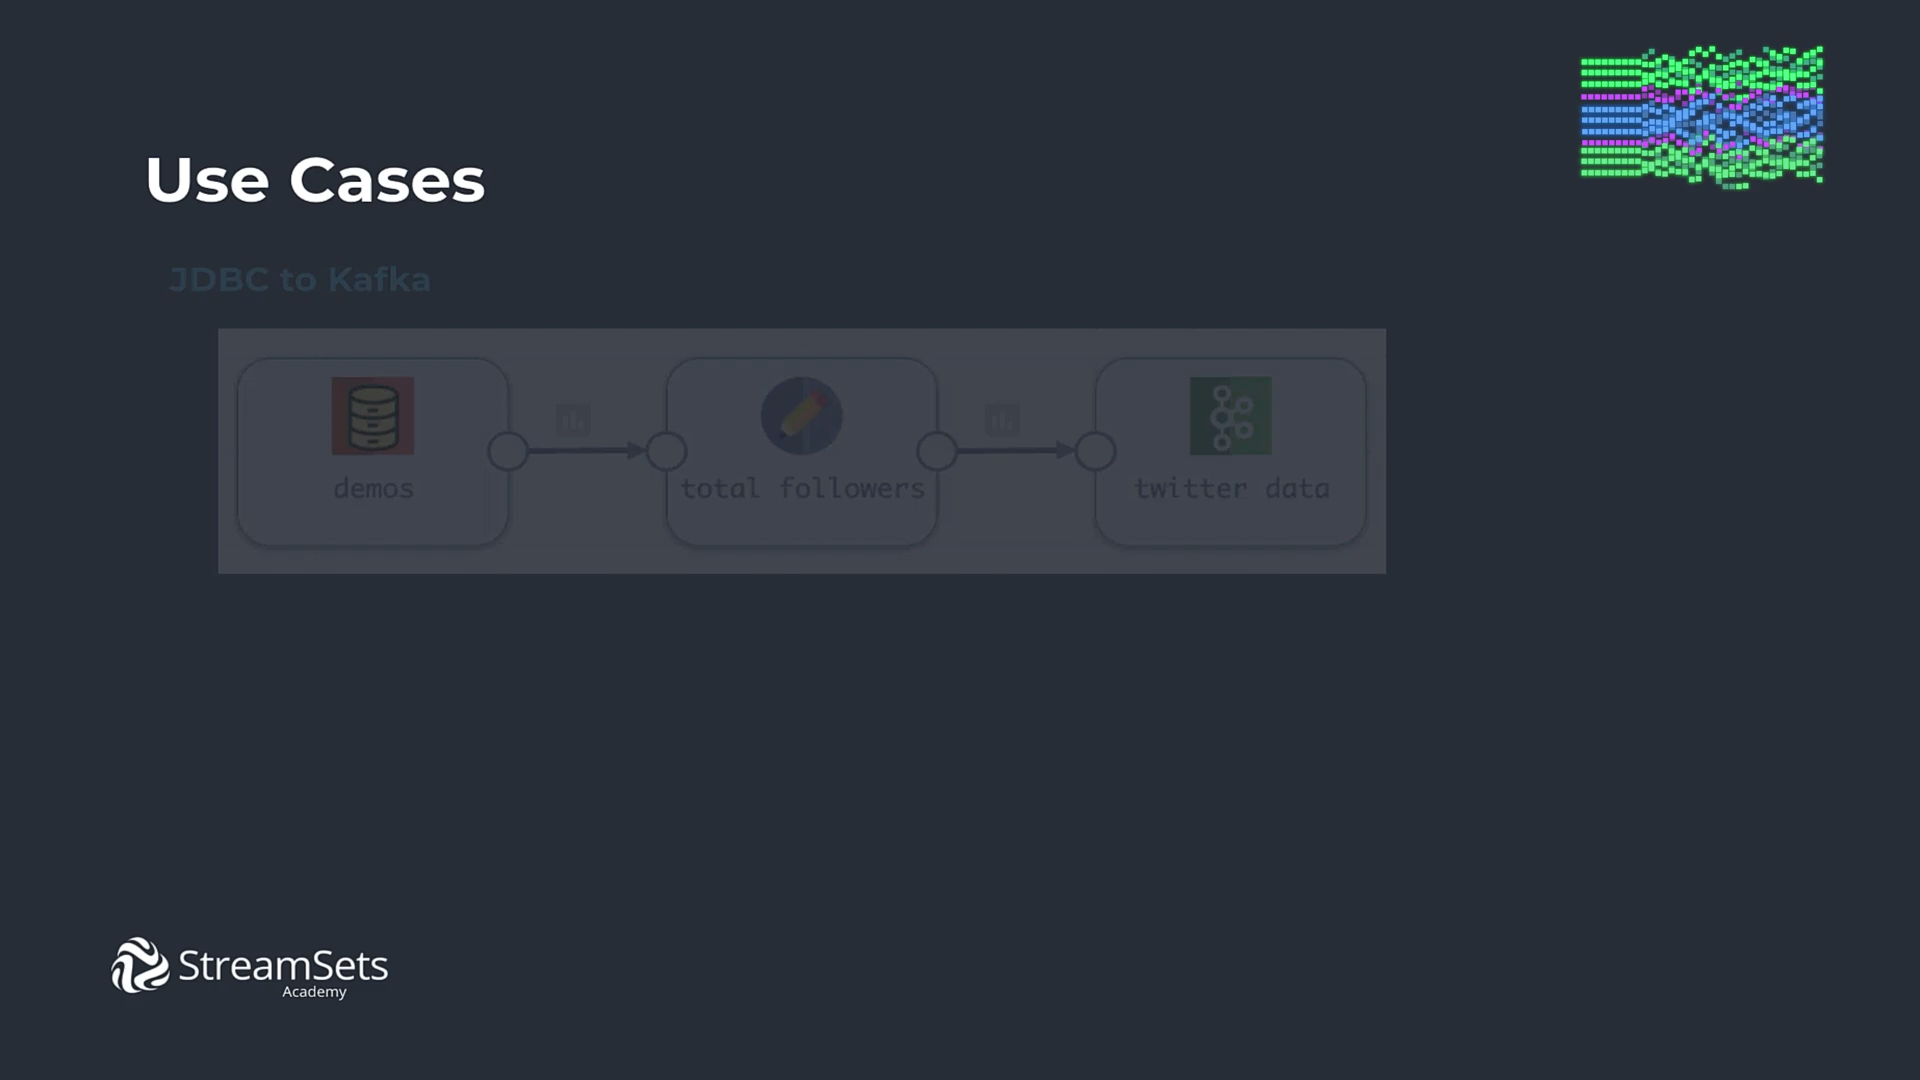 Use Cases
JDBC to Kafka
demos
total followers
twitter data
StreamSets
Academy